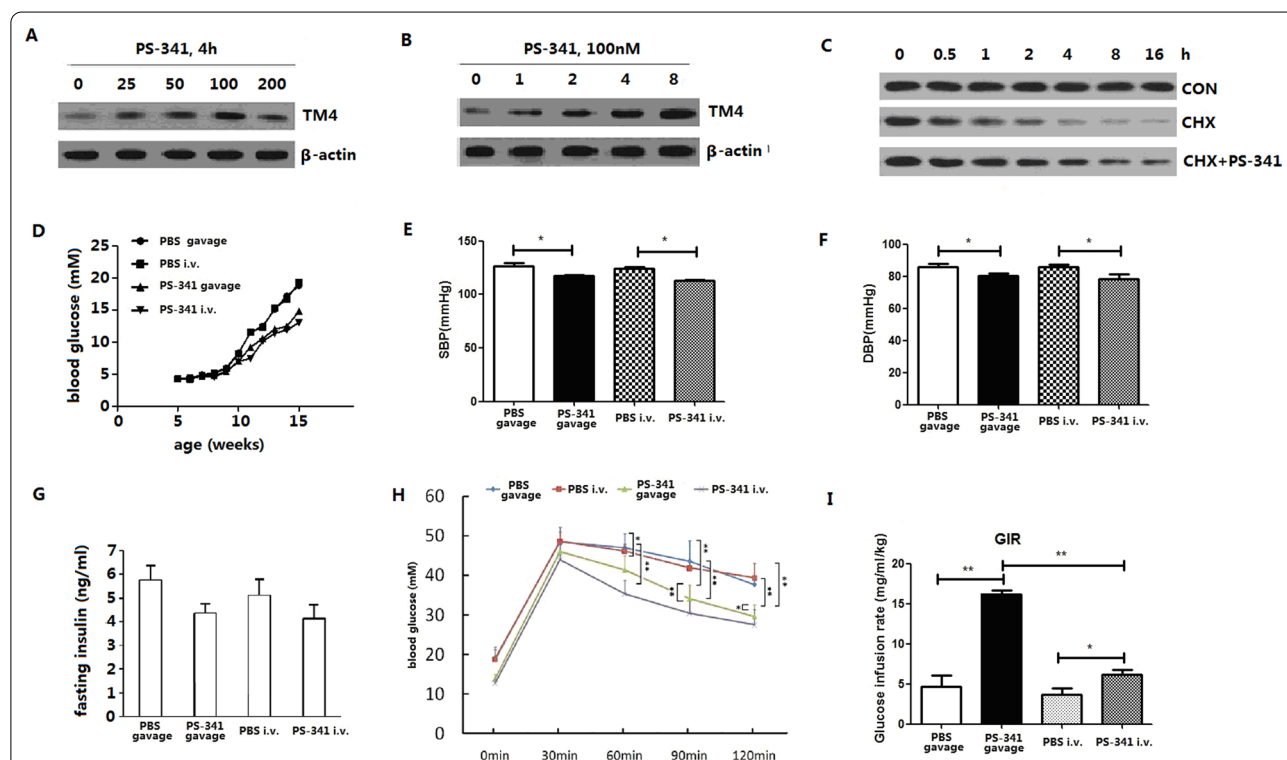 A
PS-341, 4h
0 25 50 100 200
TM4
β-actin
B
PS-341, 100nM
0 1 2 4 8
TM4
β-actin
C
0 0.5 1 2 4 8 16 h
CON
CHX
CHX+PS-341
D
PBS gavage
PBS i.v.
PS-341 gavage
PS-341 i.v.
blood glucose (mM)
25
20
15
10
5
0
0 5 10 15
age (weeks)
E
SBP(mmHg)
150
100
50
0
* *
PBS gavage
PS-341 gavage
PBS i.v.
PS-341 i.v.
F
DBP(mmHg)
100
80
60
40
20
0
* *
PBS gavage
PS-341 gavage
PBS i.v.
PS-341 i.v.
G
fasting insulin (ng/ml)
7
6
5
4
3
2
1
0
PBS gavage
PS-341 gavage
PBS i.v.
PS-341 i.v.
H
PBS gavage
PBS i.v.
PS-341 gavage
PS-341 i.v.
blood glucose (mM)
60
50
40
30
20
10
0
*
**
**
**
**
*
**
**
0min 30min 60min 90min 120min
I
GIR
Glucose infusion rate (mg/ml/kg)
20
15
10
5
0
**
**
*
PBS gavage
PS-341 gavage
PBS i.v.
PS-341 i.v.